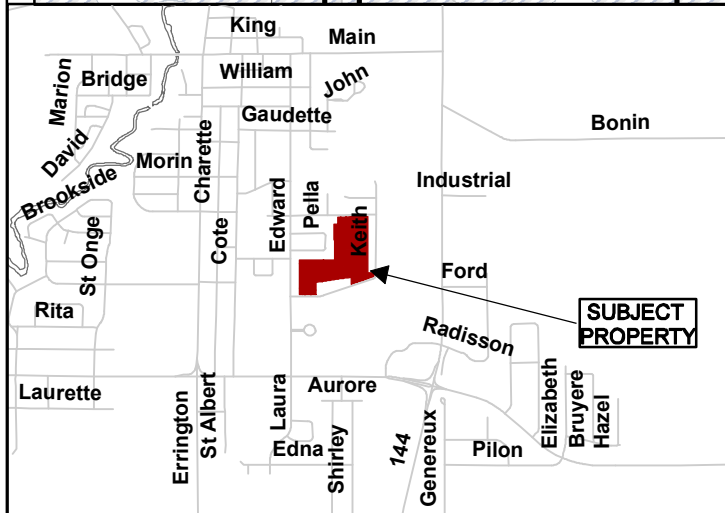 King
Main
Marion
Bridge
William
John
Gaudette
Bonin
David
Morin
Charette
Brookside
Industrial
Edward
Pella
Keith
St Onge
Cote
Ford
Rita
SUBJECT
PROPERTY
Radisson
Laurette
Errington
St Albert
Laura
Aurore
Elizabeth
Bruyere
Hazel
Edna
Shirley
144
Genereux
Pilon